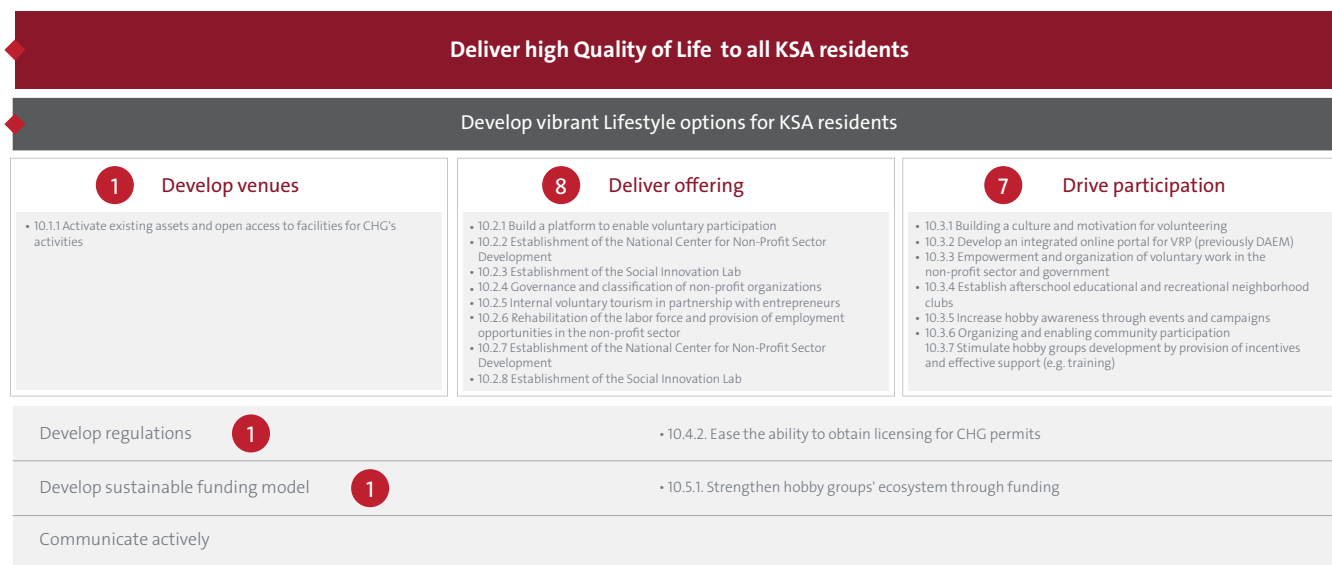 Deliver high Quality of Life to all KSA residents
Develop vibrant Lifestyle options for KSA residents
1 Develop venues
• 10.1.1 Activate existing assets and open access to facilities for CHG's
activities
8 Deliver offering
• 10.2.1 Build a platform to enable voluntary participation
• 10.2.2 Establishment of the National Center for Non-Profit Sector
Development
• 10.2.3 Establishment of the Social Innovation Lab
• 10.2.4 Governance and classification of non-profit organizations
• 10.2.5 Internal voluntary tourism in partnership with entrepreneurs
• 10.2.6 Rehabilitation of the labor force and provision of employment
opportunities in the non-profit sector
• 10.2.7 Establishment of the National Center for Non-Profit Sector
Development
• 10.2.8 Establishment of the Social Innovation Lab
7 Drive participation
• 10.3.1 Building a culture and motivation for volunteering
• 10.3.2 Develop an integrated online portal for VRP (previously DAEM)
• 10.3.3 Empowerment and organization of voluntary work in the
non-profit sector and government
• 10.3.4 Establish afterschool educational and recreational neighborhood
clubs
• 10.3.5 Increase hobby awareness through events and campaigns
• 10.3.6 Organizing and enabling community participation
10.3.7 Stimulate hobby groups development by provision of incentives
and effective support (e.g. training)
Develop regulations 1 • 10.4.2. Ease the ability to obtain licensing for CHG permits
Develop sustainable funding model 1 • 10.5.1. Strengthen hobby groups' ecosystem through funding
Communicate actively